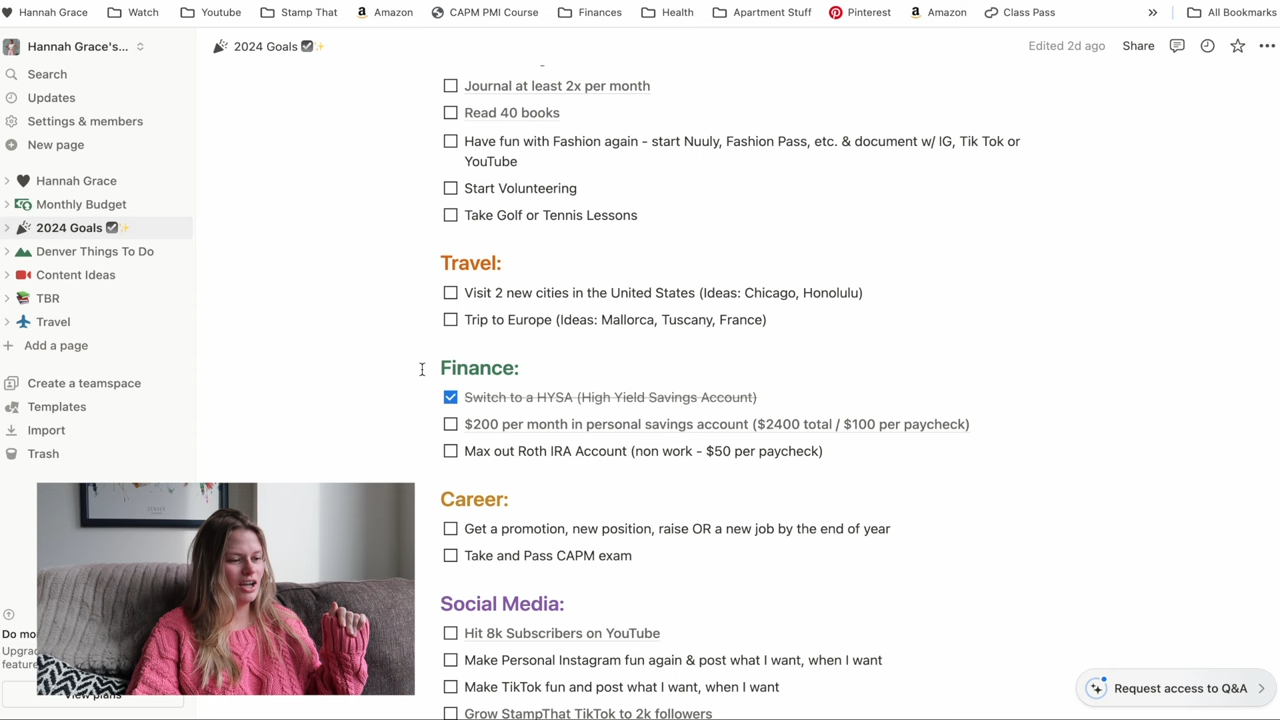 Hannah Grace
Watch
Youtube
Stamp That
Amazon
CAPM PMI Course
Finances
Health
Apartment Stuff
Pinterest
Amazon
Class Pass
»
All Bookmarks
Hannah Grace's...
2024 Goals
Edited 2d ago
Share
Search
Updates
Settings & members
New page
Hannah Grace
Monthly Budget
2024 Goals
Denver Things To Do
Content Ideas
TBR
Travel
Add a page
Create a teamspace
Templates
Import
Trash
Journal at least 2x per month
Read 40 books
Have fun with Fashion again - start Nuuly, Fashion Pass, etc. & document w/ IG, Tik Tok or
YouTube
Start Volunteering
Take Golf or Tennis Lessons
Travel:
Visit 2 new cities in the United States (Ideas: Chicago, Honolulu)
Trip to Europe (Ideas: Mallorca, Tuscany, France)
Finance:
Switch to a HYSA (High Yield Savings Account)
$200 per month in personal savings account ($2400 total / $100 per paycheck)
Max out Roth IRA Account (non work - $50 per paycheck)
Career:
Get a promotion, new position, raise OR a new job by the end of year
Take and Pass CAPM exam
Social Media:
Hit 8k Subscribers on YouTube
Make Personal Instagram fun again & post what I want, when I want
Make TikTok fun and post what I want, when I want
Grow StampThat TikTok to 2k followers
Do
View plans
DENVER
Request access to Q&A